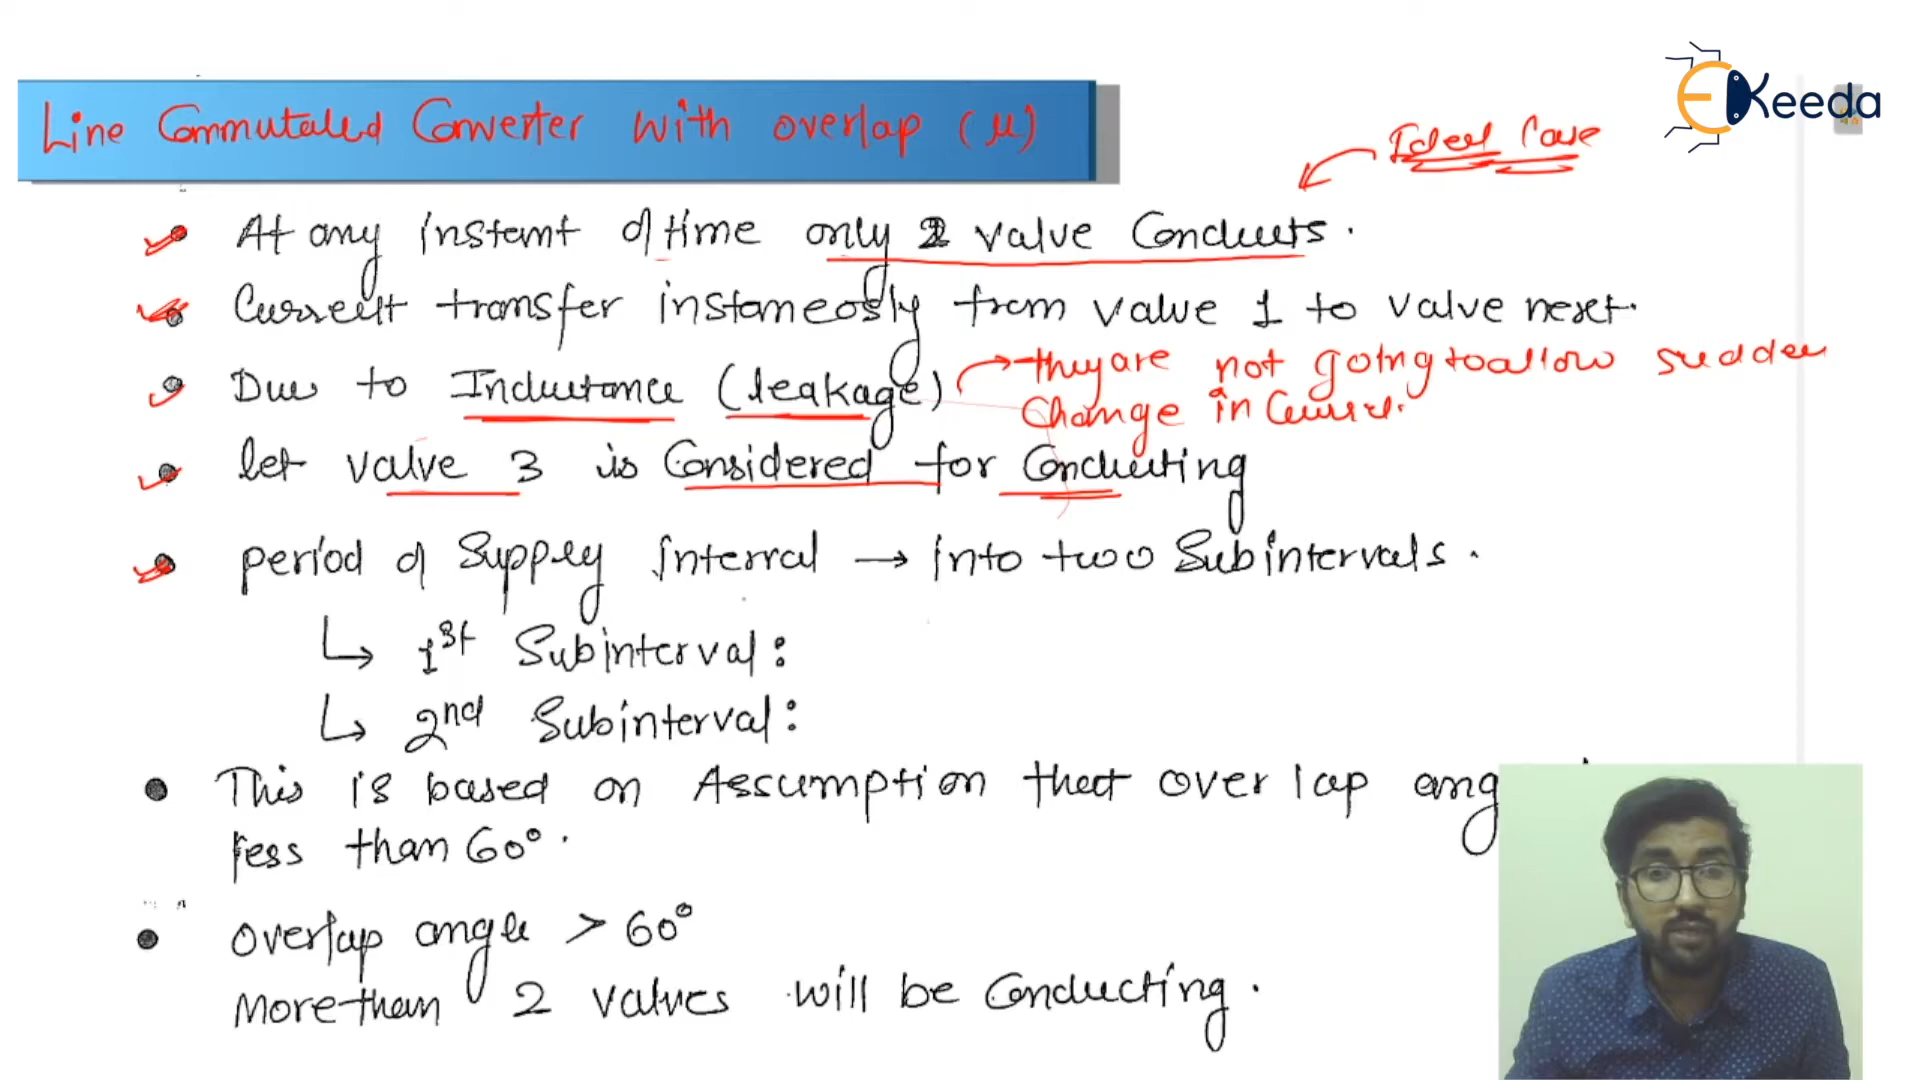 EKeeda
Line Commutated Converter with overlap (μ)
Ideal Case
At any instant of time only 2 valve Conducts.
Current transfer instaneosly from valve 1 to valve next.
Due to Inductance (leakage)
they are not going to allow sudden
change in Current.
let valve 3 is Considered for Conducting
period of Supply interval → into two Subintervals.
↳ 1st Subinterval:
↳ 2nd Subinterval:
This is based on Assumption that over lap ang
less than 60°.
overlap angle > 60°
More than 2 valves will be Conducting.